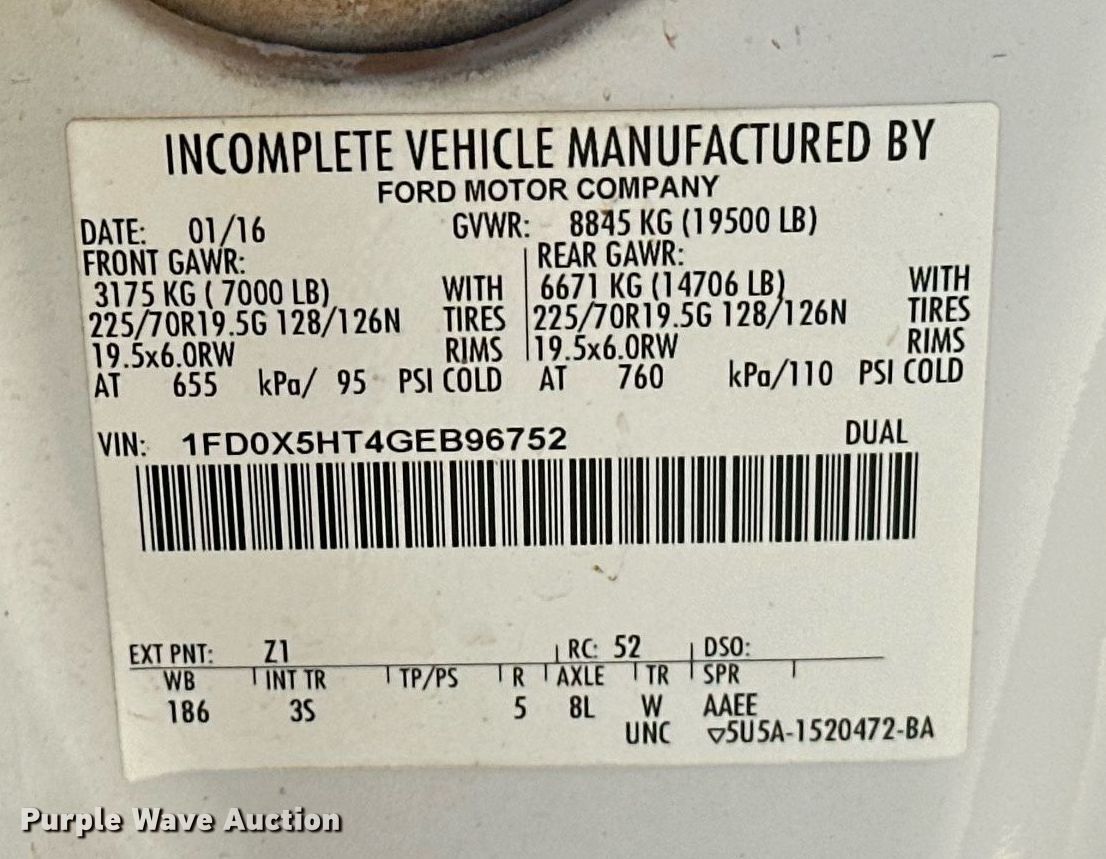 INCOMPLETE VEHICLE MANUFACTURED BY
FORD MOTOR COMPANY
DATE: 01/16 GVWR: 8845 KG (19500 LB)
FRONT GAWR: REAR GAWR:
3175 KG ( 7000 LB) WITH 6671 KG (14706 LB) WITH
225/70R19.5G 128/126N TIRES 225/70R19.5G 128/126N TIRES
19.5x6.0RW RIMS 19.5x6.0RW RIMS
AT 655 kPa/ 95 PSI COLD AT 760 kPa/110 PSI COLD
VIN: 1FD0X5HT4GEB96752 DUAL
EXT PNT: Z1 RC: 52 DSO:
WB INT TR TP/PS R AXLE TR SPR
186 3S 5 8L W AAEE
UNC ▽5U5A-1520472-BA
Purple Wave Auction